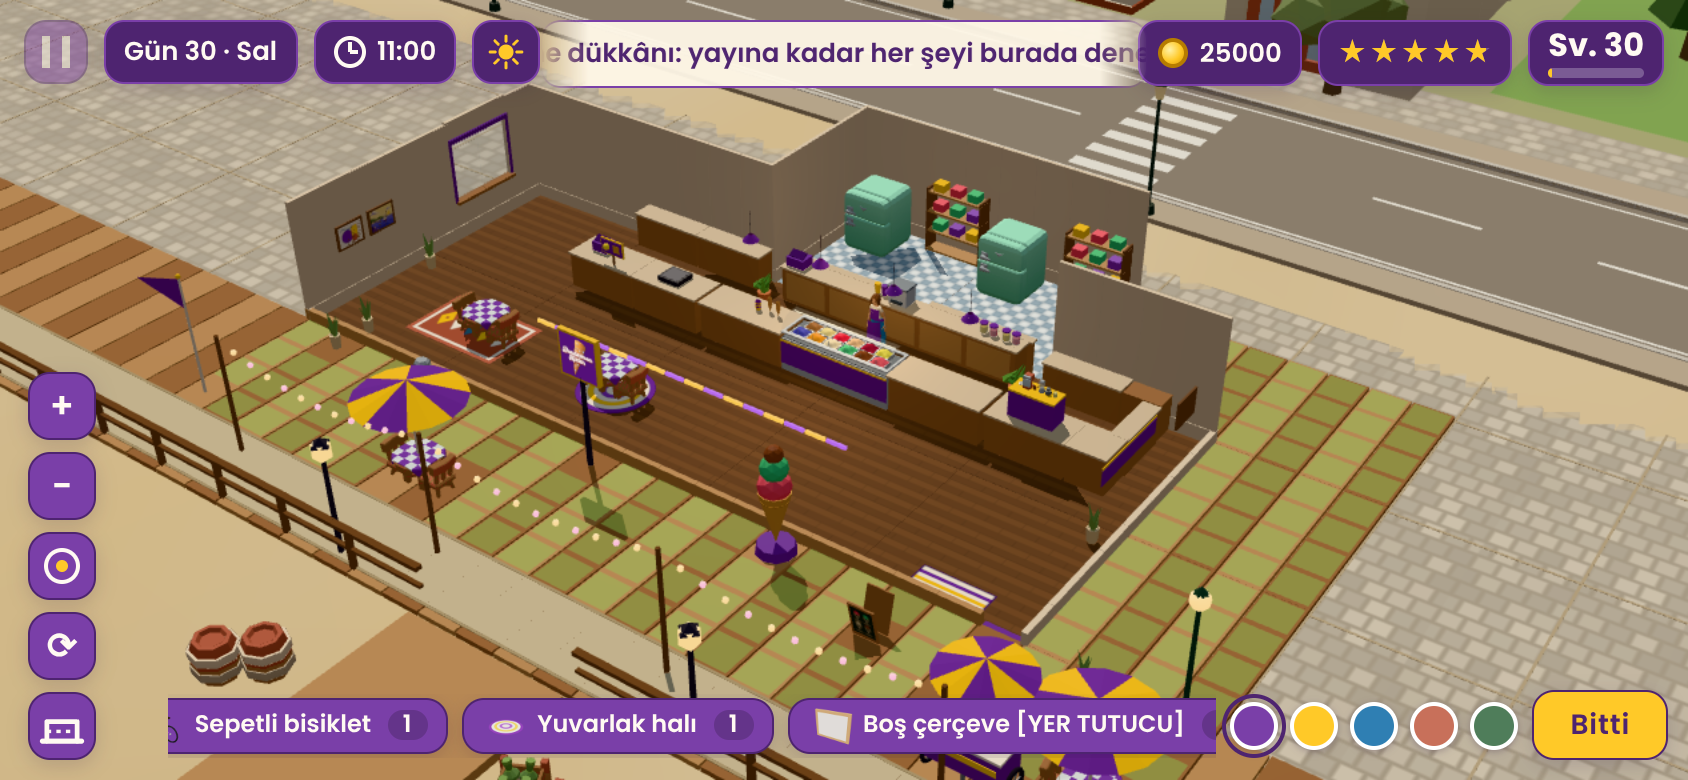 Gün 30 · Sal
11:00
e dükkânı: yayına kadar her şeyi burada dene
25000
Sv. 30
Sepetli bisiklet 1
Yuvarlak halı 1
Boş çerçeve [YER TUTUCU]
Bitti